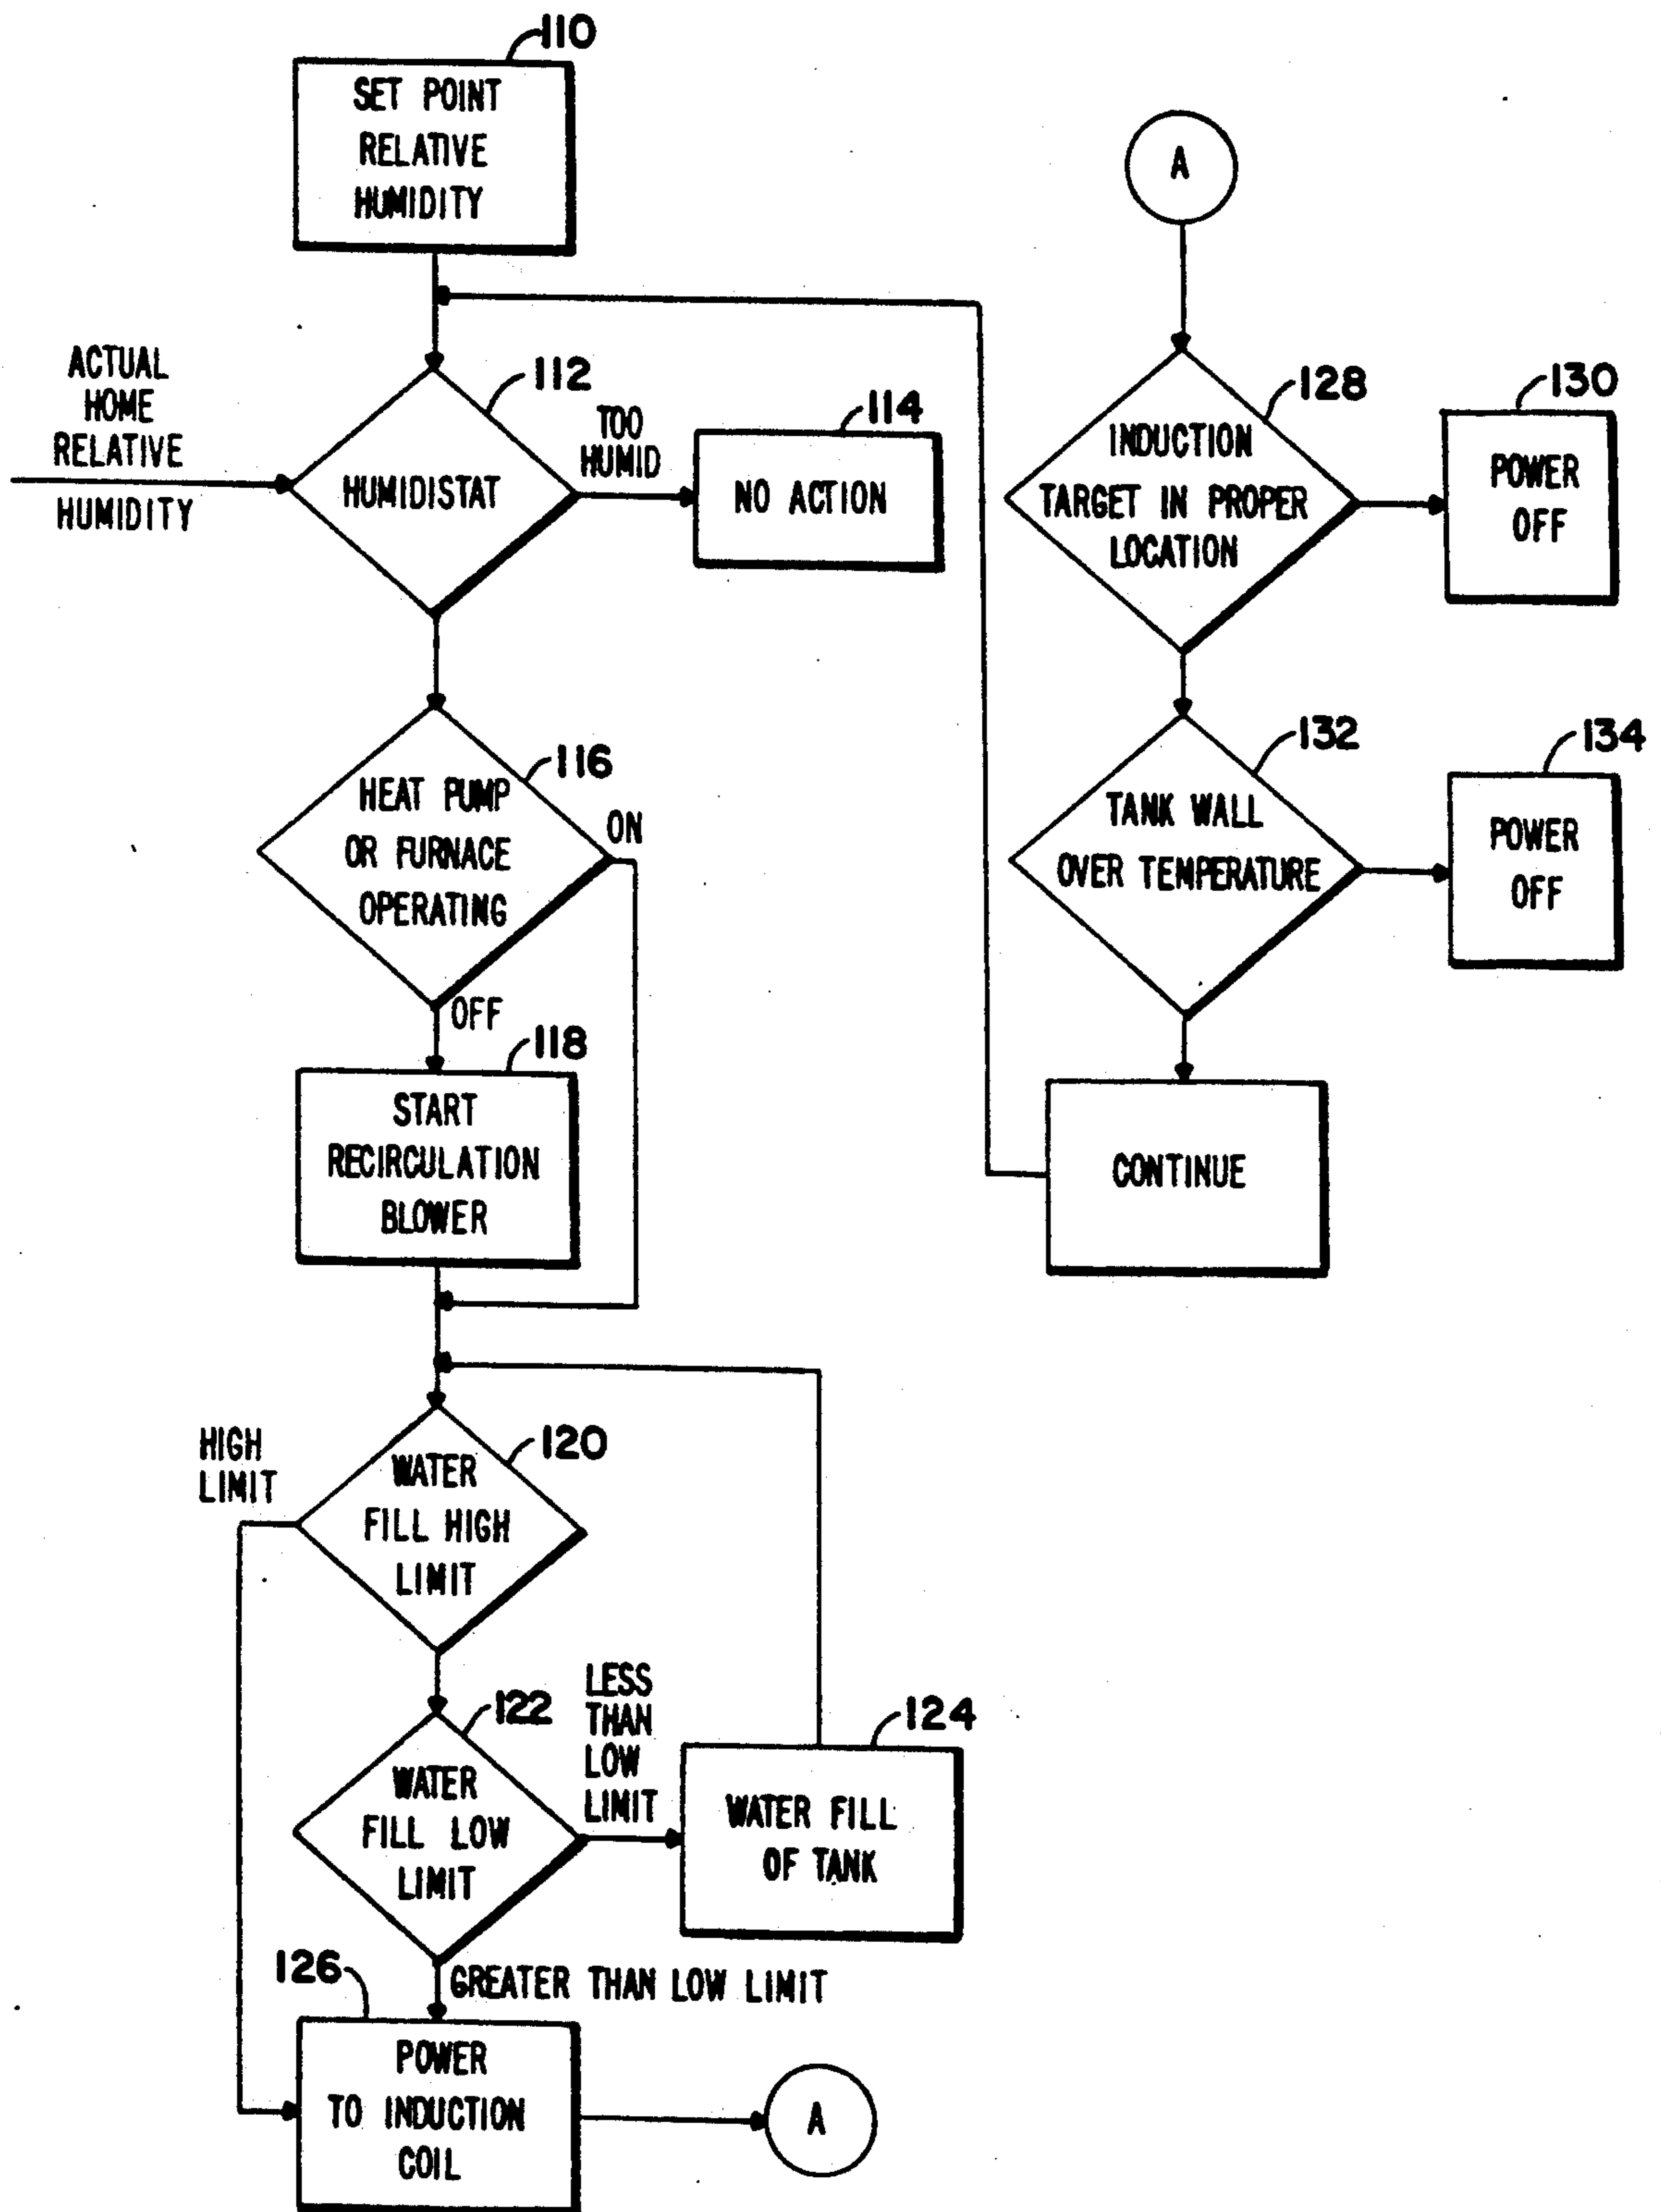 110
SET POINT
RELATIVE
HUMIDITY
ACTUAL
HOME
RELATIVE
HUMIDITY
112
HUMIDISTAT
TOO
HUMID
114
NO ACTION
116
HEAT PUMP
OR FURNACE
OPERATING
ON
OFF
118
START
RECIRCULATION
BLOWER
HIGH
LIMIT
120
WATER
FILL HIGH
LIMIT
122
WATER
FILL LOW
LIMIT
LESS
THAN
LOW
LIMIT
124
WATER FILL
OF TANK
GREATER THAN LOW LIMIT
126
POWER
TO INDUCTION
COIL
A
A
128
INDUCTION
TARGET IN PROPER
LOCATION
130
POWER
OFF
132
TANK WALL
OVER TEMPERATURE
134
POWER
OFF
CONTINUE